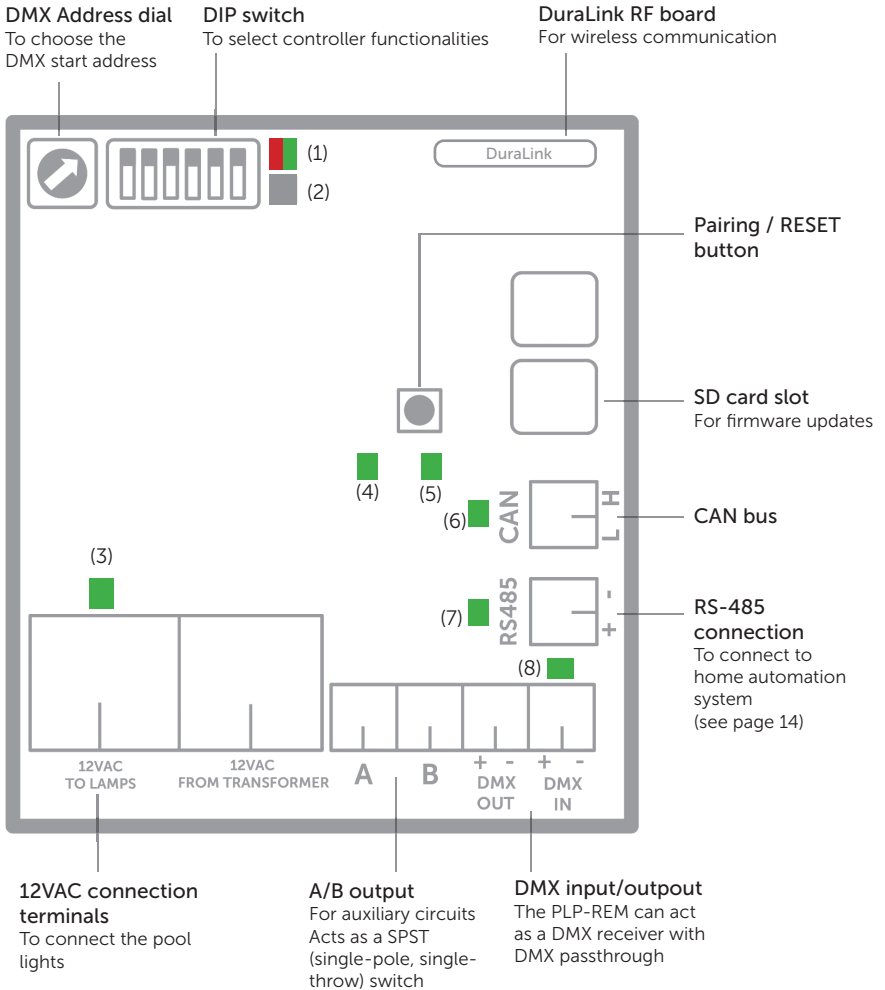 DMX Address dial
To choose the
DMX start address
DIP switch
To select controller functionalities
DuraLink RF board
For wireless communication
(1)
(2)
DuraLink
Pairing / RESET
button
SD card slot
For firmware updates
(4)
(5)
(6)
CAN
H
L
CAN bus
(3)
(7)
RS485
-
+
RS-485
connection
To connect to
home automation
system
(see page 14)
(8)
12VAC
TO LAMPS
12VAC
FROM TRANSFORMER
A
B
+ -
DMX
OUT
+ -
DMX
IN
12VAC connection
terminals
To connect the pool
lights
A/B output
For auxiliary circuits
Acts as a SPST
(single-pole, single-
throw) switch
DMX input/outpout
The PLP-REM can act
as a DMX receiver with
DMX passthrough